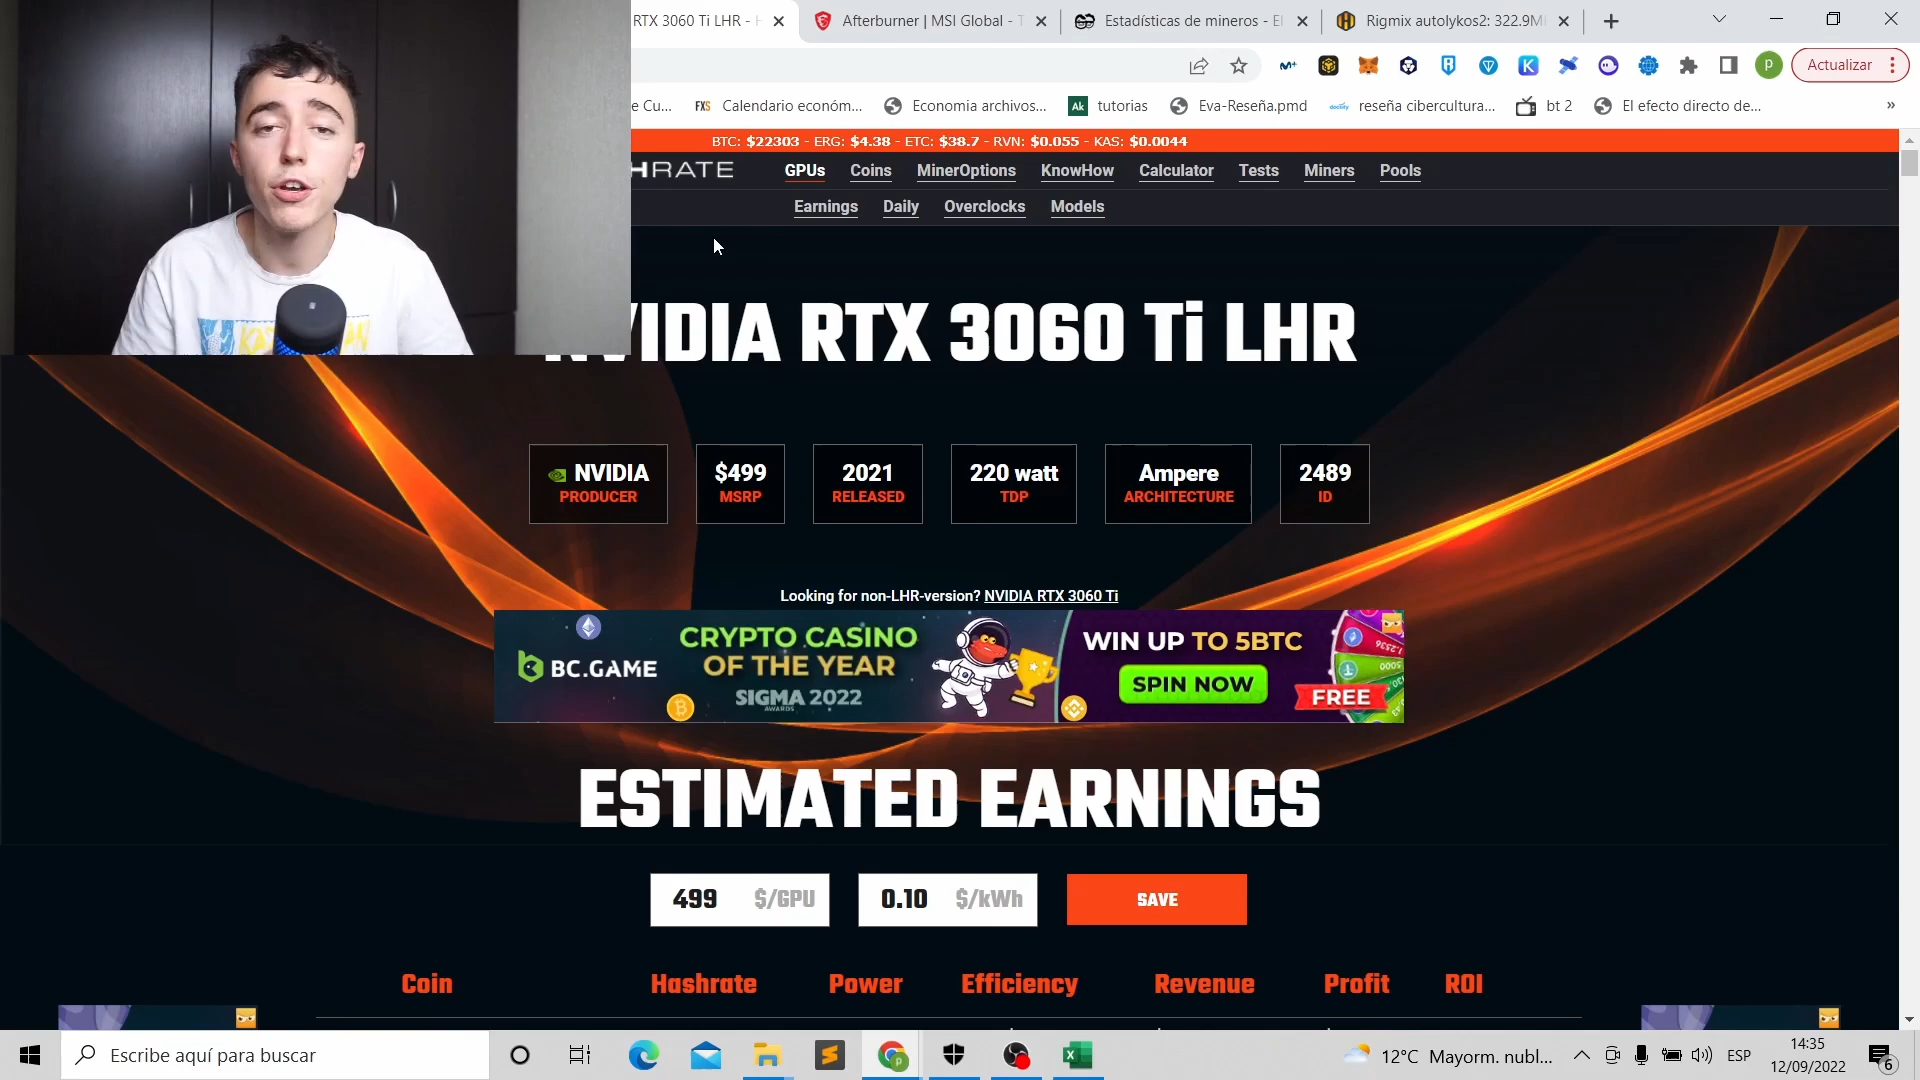 RTX 3060 Ti LHR - H
Afterburner | MSI Global - T
Estadísticas de mineros - El
Rigmix autolykos2: 322.9M
p
Actualizar
e Cu...
FXS
Calendario económ...
Economia archivos...
Ak
tutorias
Eva-Reseña.pmd
docsity
reseña cibercultura...
bt 2
El efecto directo de...
»
BTC: $22303 - ERG: $4.38 - ETC: $38.7 - RVN: $0.055 - KAS: $0.0044
HRATE
GPUs
Coins
MinerOptions
KnowHow
Calculator
Tests
Miners
Pools
Earnings
Daily
Overclocks
Models
NVIDIA RTX 3060 Ti LHR
NVIDIA
PRODUCER
$499
MSRP
2021
RELEASED
220 watt
TDP
Ampere
ARCHITECTURE
2489
ID
Looking for non-LHR-version? NVIDIA RTX 3060 Ti
BC.GAME
CRYPTO CASINO
OF THE YEAR
SIGMA 2022
AWARDS
WIN UP TO 5BTC
SPIN NOW
FREE
ESTIMATED EARNINGS
499 $/GPU
0.10 $/kWh
SAVE
Coin
Hashrate
Power
Efficiency
Revenue
Profit
ROI
Escribe aquí para buscar
12°C Mayorm. nubl...
ESP
14:35
12/09/2022
6